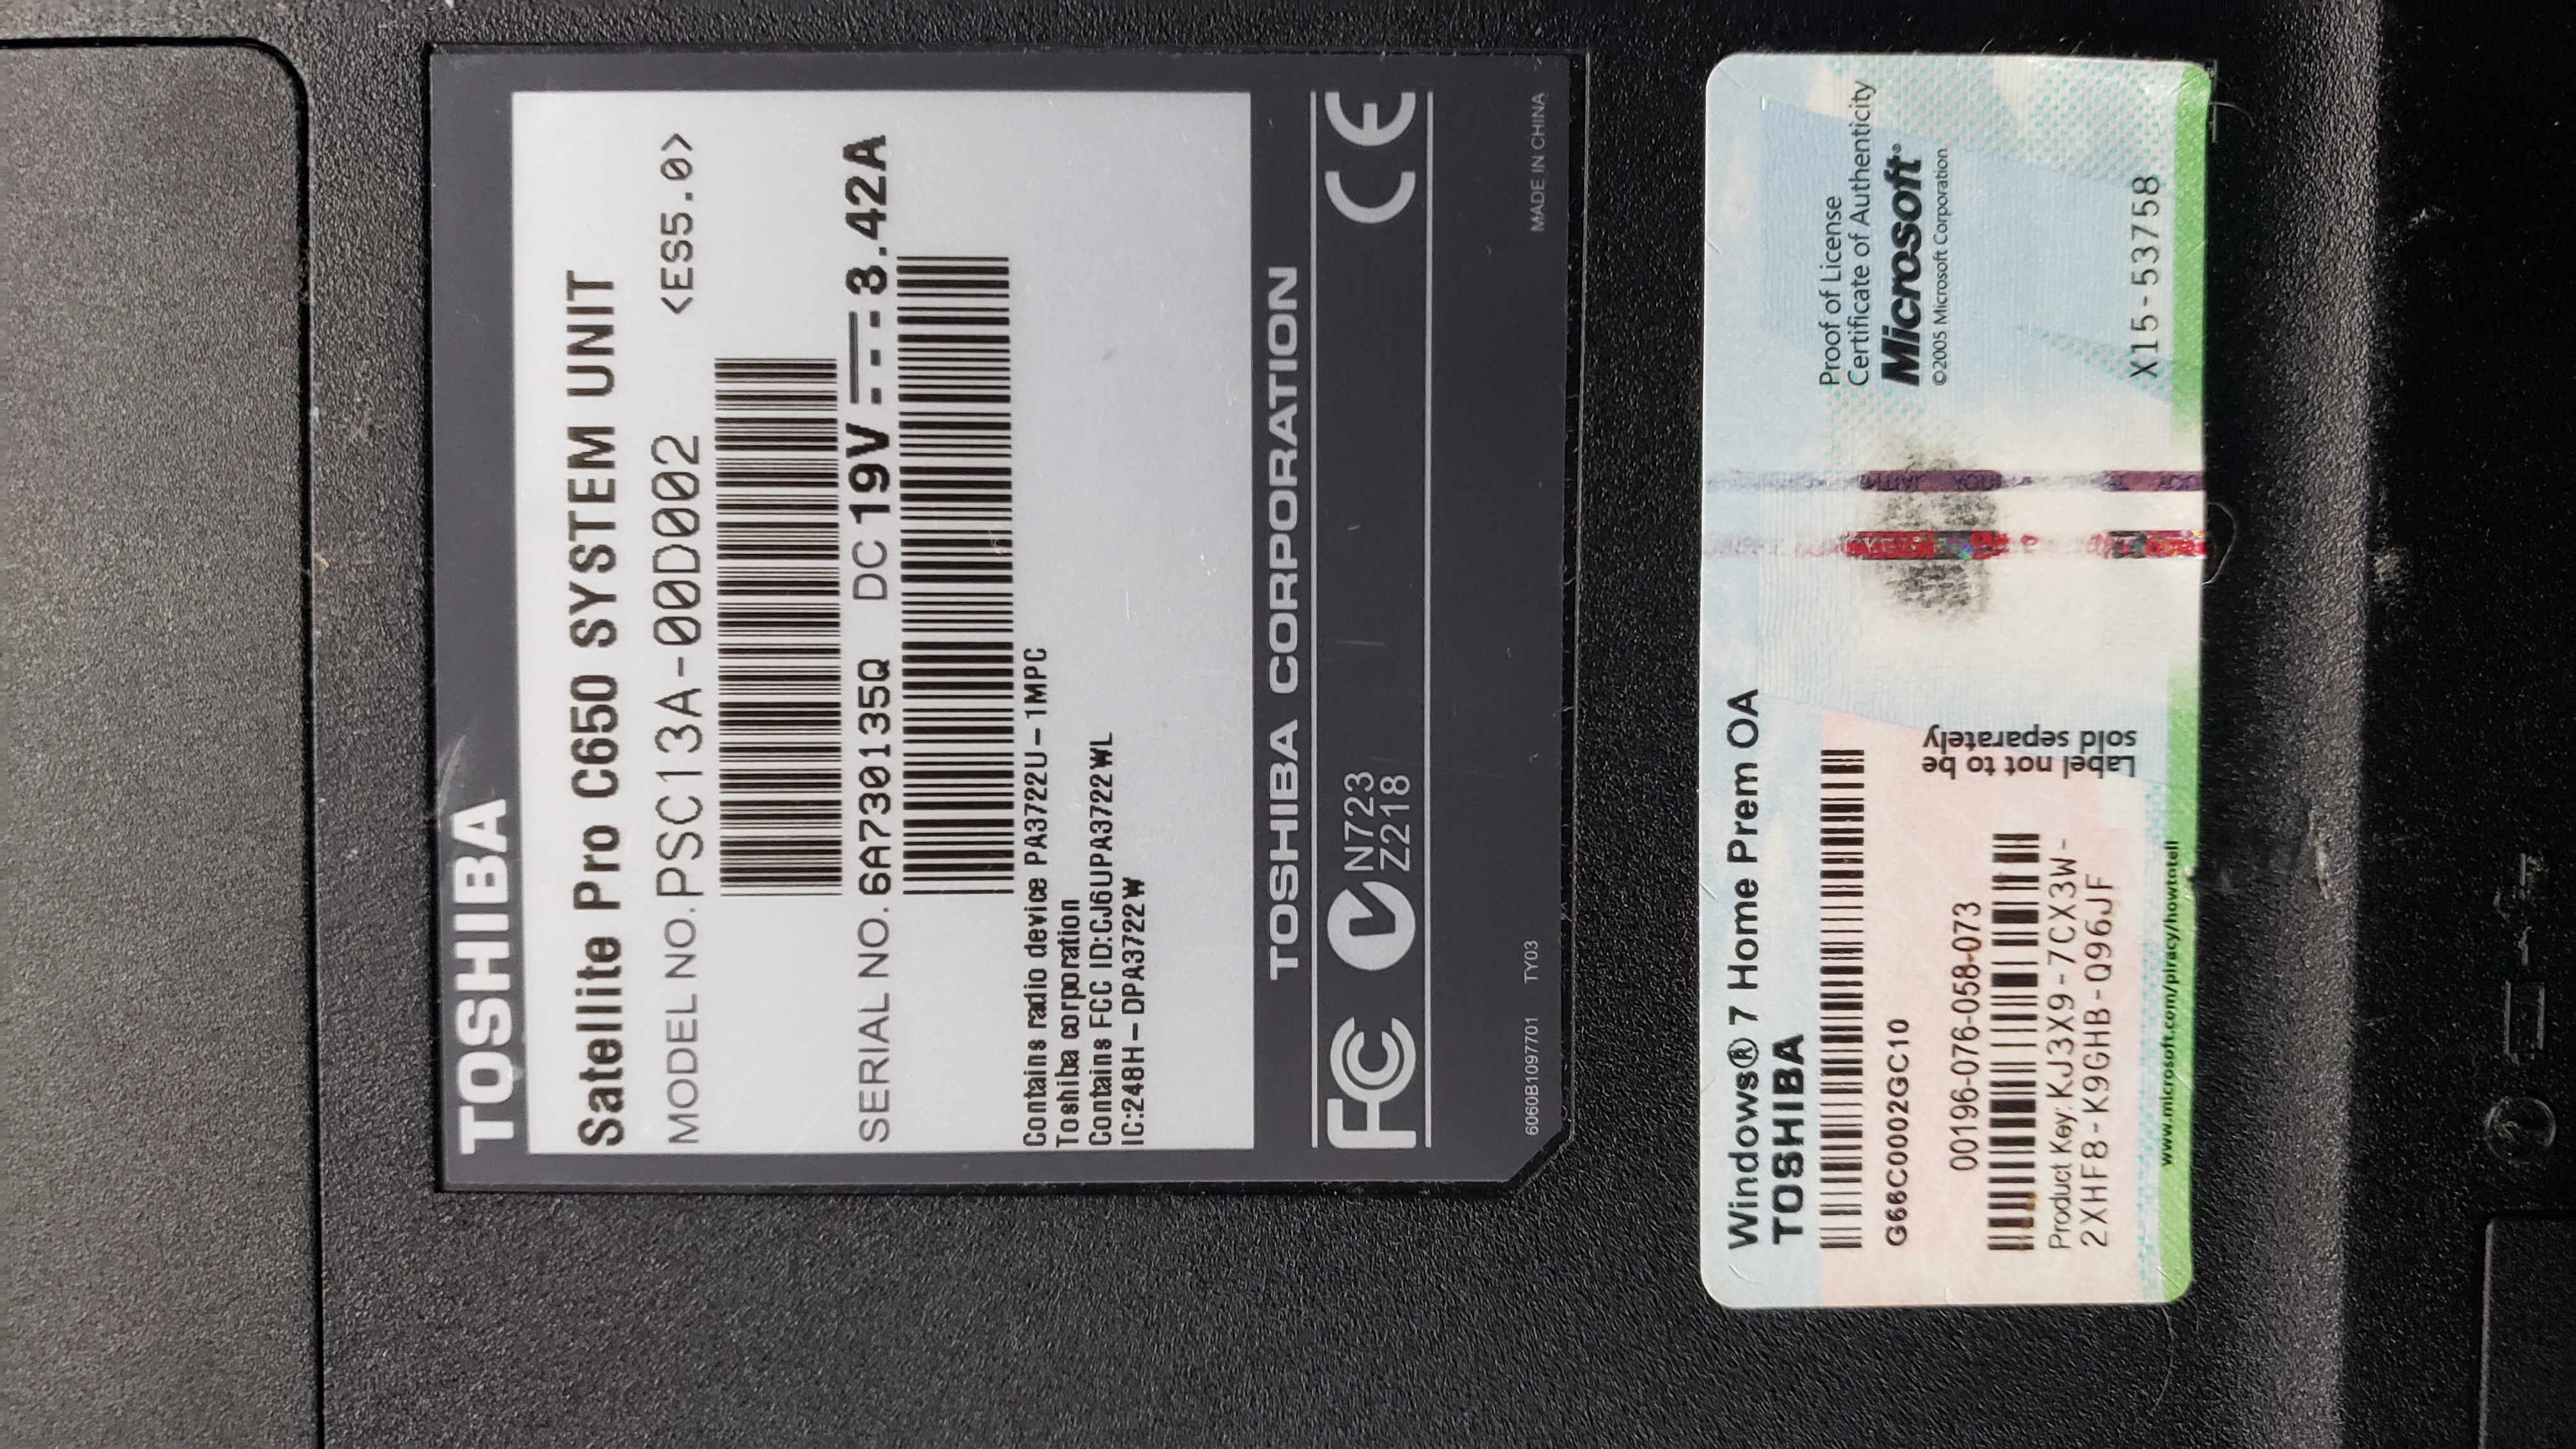 TOSHIBA
Satellite Pro C650 SYSTEM UNIT
MODEL NO. PSC13A-00D002 <ES5.0>
SERIAL NO. 6A730135Q DC 19V 3.42A
Contains radio device PA3722U-1MPC
Toshiba corporation
Contains FCC ID:CJ6UPA3722WL
IC:248H-DPA3722W
TOSHIBA CORPORATION
FC N723
Z218
CE
6060B1097701 TY03 MADE IN CHINA
Windows® 7 Home Prem OA
TOSHIBA
G66C0002GC10
00196-076-058-073
Product Key: KJ3X9-7CX3W-
2XHF8-K9GHB-Q96JF
www.microsoft.com/piracy/howtotell
Label not to be
sold separately
Proof of License
Certificate of Authenticity
Microsoft®
©2005 Microsoft Corporation
X15-53758